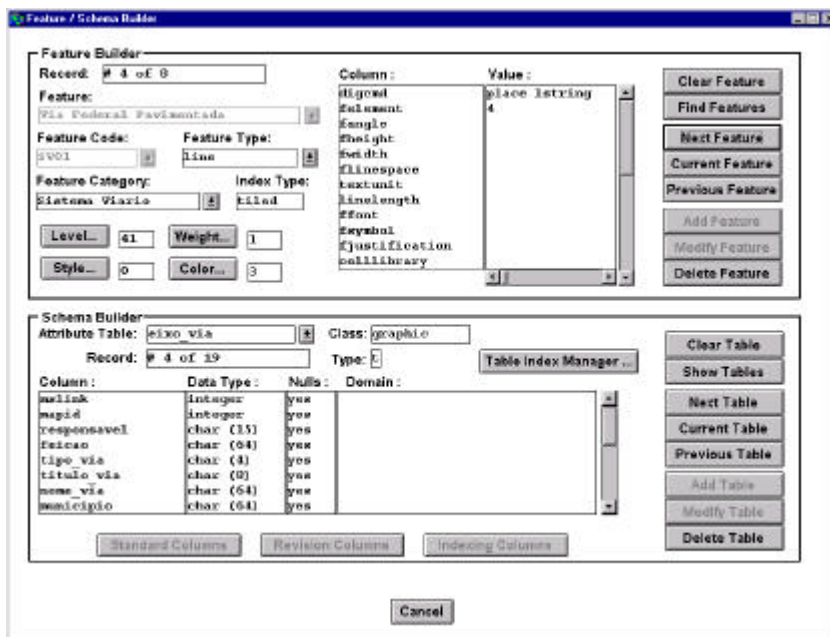 Feature / Schema Builder
Feature Builder
Record: # 4 of 8
Feature:
Via Federal Pavimentada
Feature Code: Feature Type:
SV01 line
Feature Category: Index Type:
Sistema Viario tiled
Level... 41 Weight... 1
Style... 0 Color... 3
Column : Value :
digcmd place lstring
felement 4
fangle
fheight
fwidth
flinespace
textunit
linelength
ffont
fsymbol
fjustification
celllibrary
Clear Feature
Find Features
Next Feature
Current Feature
Previous Feature
Add Feature
Modify Feature
Delete Feature
Schema Builder
Attribute Table: eixo_via Class: graphic
Record: # 4 of 19 Type: t Table Index Manager ...
Column : Data Type : Nulls : Domain :
mslink integer yes
mapid integer yes
responsavel char (15) yes
feicao char (64) yes
tipo_via char (4) yes
titulo_via char (8) yes
nome_via char (64) yes
municipio char (64) yes
Standard Columns Revision Columns Indexing Columns
Clear Table
Show Tables
Next Table
Current Table
Previous Table
Add Table
Modify Table
Delete Table
Cancel